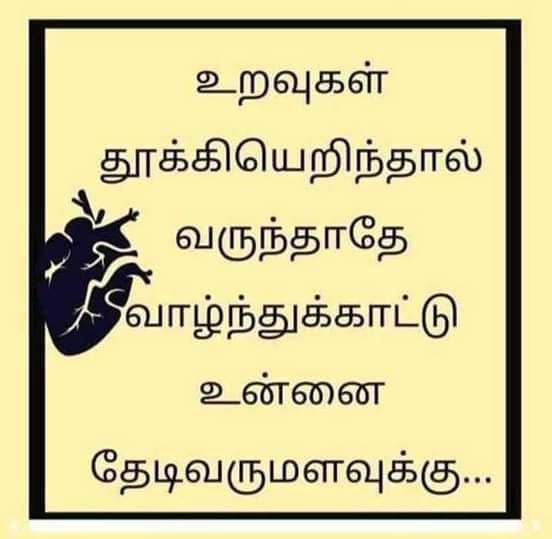 உறவுகள்
தூக்கியெறிந்தால்
வருந்தாதே
வாழ்ந்துக்காட்டு
உன்னை
தேடிவருமளவுக்கு...